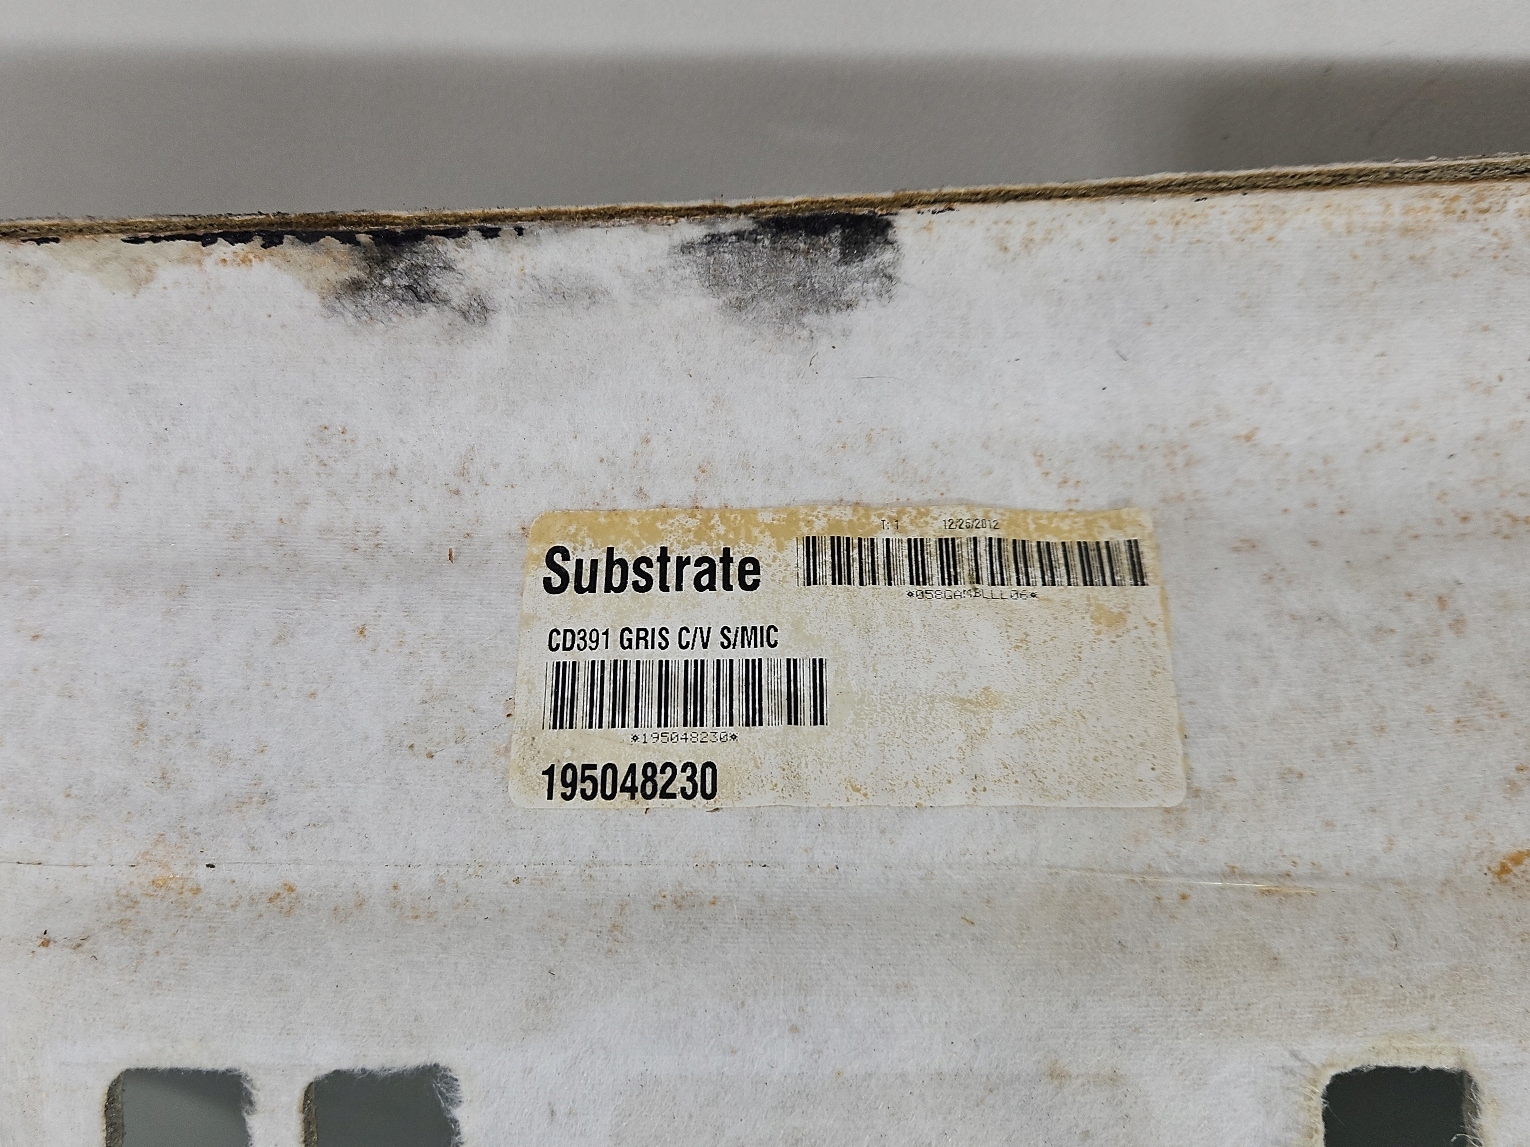 T: 1 12/26/2012
Substrate
*058GAMBLLL06*
CD391 GRIS C/V S/MIC
*195048230*
195048230